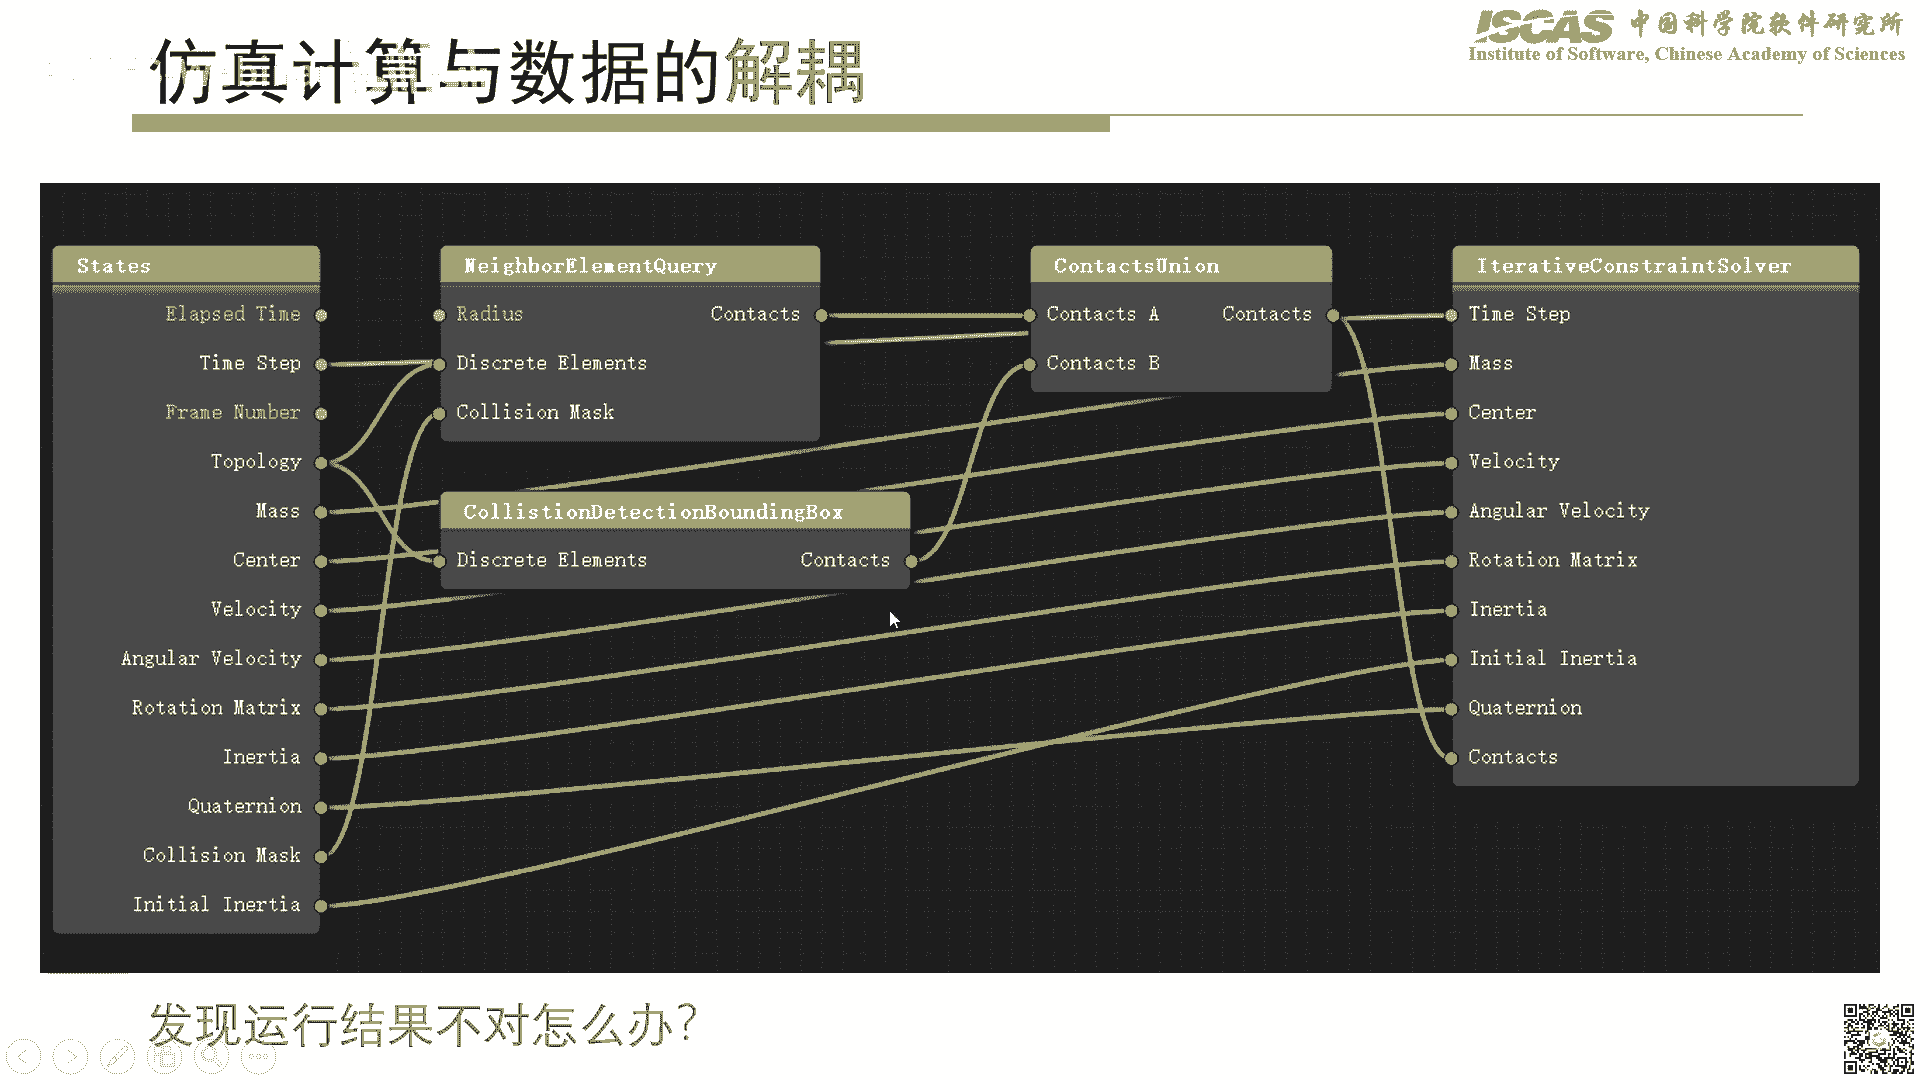 仿真计算与数据的解耦
ISCAS 中国科学院软件研究所
Institute of Software, Chinese Academy of Sciences
States
Elapsed Time
Time Step
Frame Number
Topology
Mass
Center
Velocity
Angular Velocity
Rotation Matrix
Inertia
Quaternion
Collision Mask
Initial Inertia
NeighborElementQuery
Radius Contacts
Discrete Elements
Collision Mask
CollistionDetectionBoundingBox
Discrete Elements Contacts
ContactsUnion
Contacts A Contacts
Contacts B
IterativeConstraintSolver
Time Step
Mass
Center
Velocity
Angular Velocity
Rotation Matrix
Inertia
Initial Inertia
Quaternion
Contacts
发现运行结果不对怎么办?